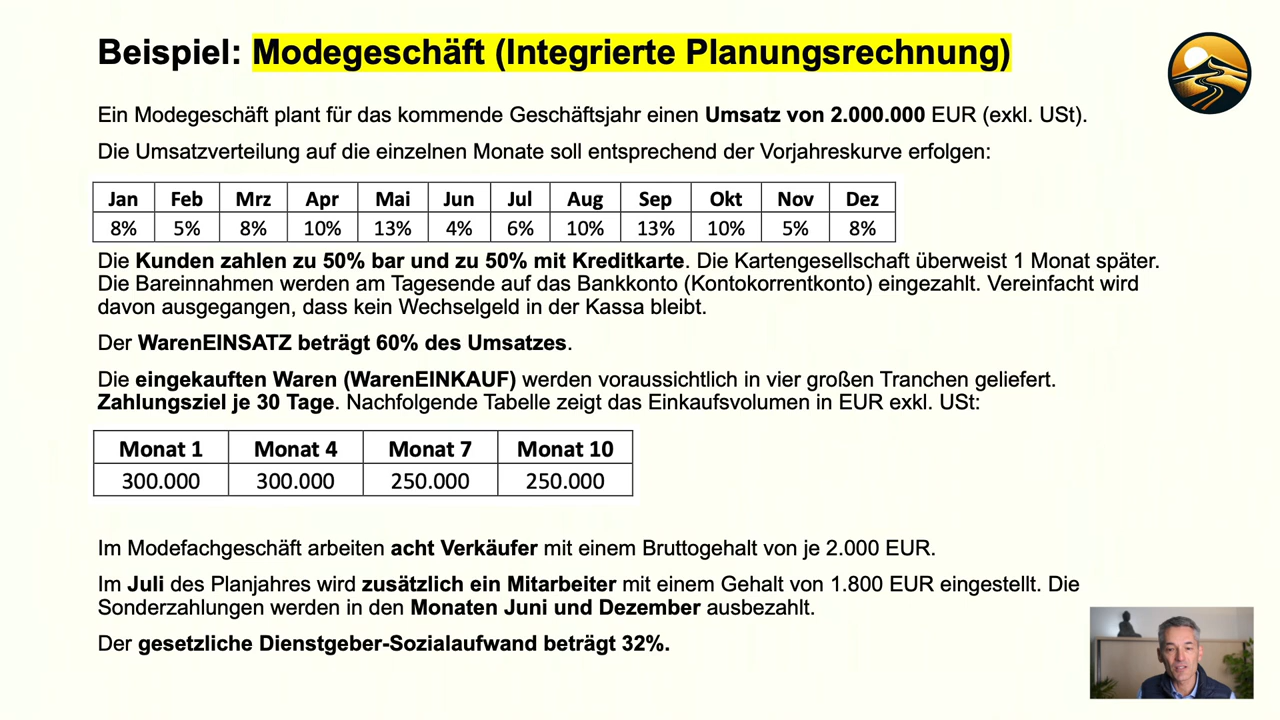 Beispiel: Modegeschäft (Integrierte Planungsrechnung)
Ein Modegeschäft plant für das kommende Geschäftsjahr einen Umsatz von 2.000.000 EUR (exkl. USt).
Die Umsatzverteilung auf die einzelnen Monate soll entsprechend der Vorjahreskurve erfolgen:
Jan Feb Mrz Apr Mai Jun Jul Aug Sep Okt Nov Dez
8% 5% 8% 10% 13% 4% 6% 10% 13% 10% 5% 8%
Die Kunden zahlen zu 50% bar und zu 50% mit Kreditkarte. Die Kartengesellschaft überweist 1 Monat später.
Die Bareinnahmen werden am Tagesende auf das Bankkonto (Kontokorrentkonto) eingezahlt. Vereinfacht wird
davon ausgegangen, dass kein Wechselgeld in der Kassa bleibt.
Der WarenEINSATZ beträgt 60% des Umsatzes.
Die eingekauften Waren (WarenEINKAUF) werden voraussichtlich in vier großen Tranchen geliefert.
Zahlungsziel je 30 Tage. Nachfolgende Tabelle zeigt das Einkaufsvolumen in EUR exkl. USt:
Monat 1 Monat 4 Monat 7 Monat 10
300.000 300.000 250.000 250.000
Im Modefachgeschäft arbeiten acht Verkäufer mit einem Bruttogehalt von je 2.000 EUR.
Im Juli des Planjahres wird zusätzlich ein Mitarbeiter mit einem Gehalt von 1.800 EUR eingestellt. Die
Sonderzahlungen werden in den Monaten Juni und Dezember ausbezahlt.
Der gesetzliche Dienstgeber-Sozialaufwand beträgt 32%.